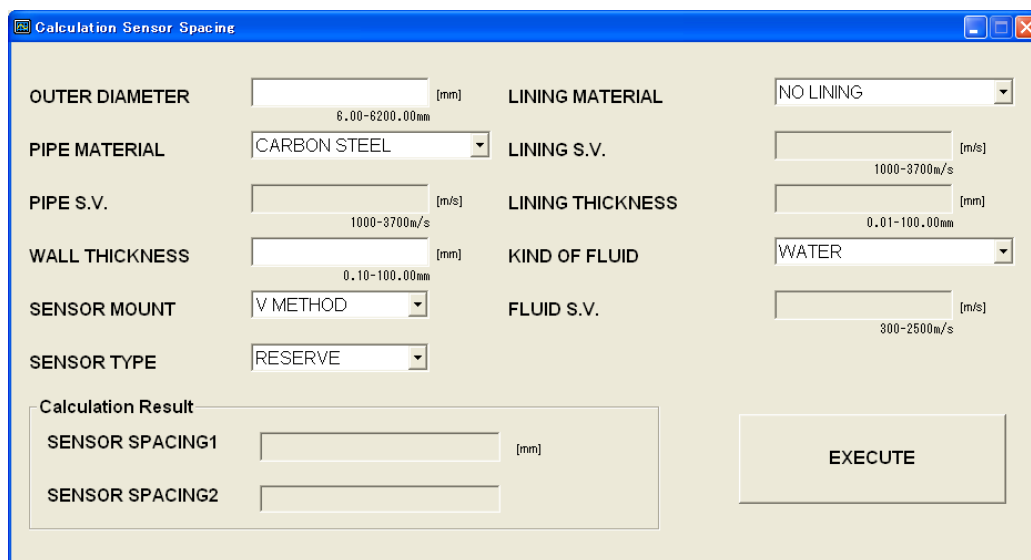 Calculation Sensor Spacing
OUTER DIAMETER [mm]
6.00-6200.00mm
PIPE MATERIAL CARBON STEEL
PIPE S.V. [m/s]
1000-3700m/s
WALL THICKNESS [mm]
0.10-100.00mm
SENSOR MOUNT V METHOD
SENSOR TYPE RESERVE
LINING MATERIAL NO LINING
LINING S.V. [m/s]
1000-3700m/s
LINING THICKNESS [mm]
0.01-100.00mm
KIND OF FLUID WATER
FLUID S.V. [m/s]
300-2500m/s
Calculation Result
SENSOR SPACING1 [mm]
SENSOR SPACING2
EXECUTE